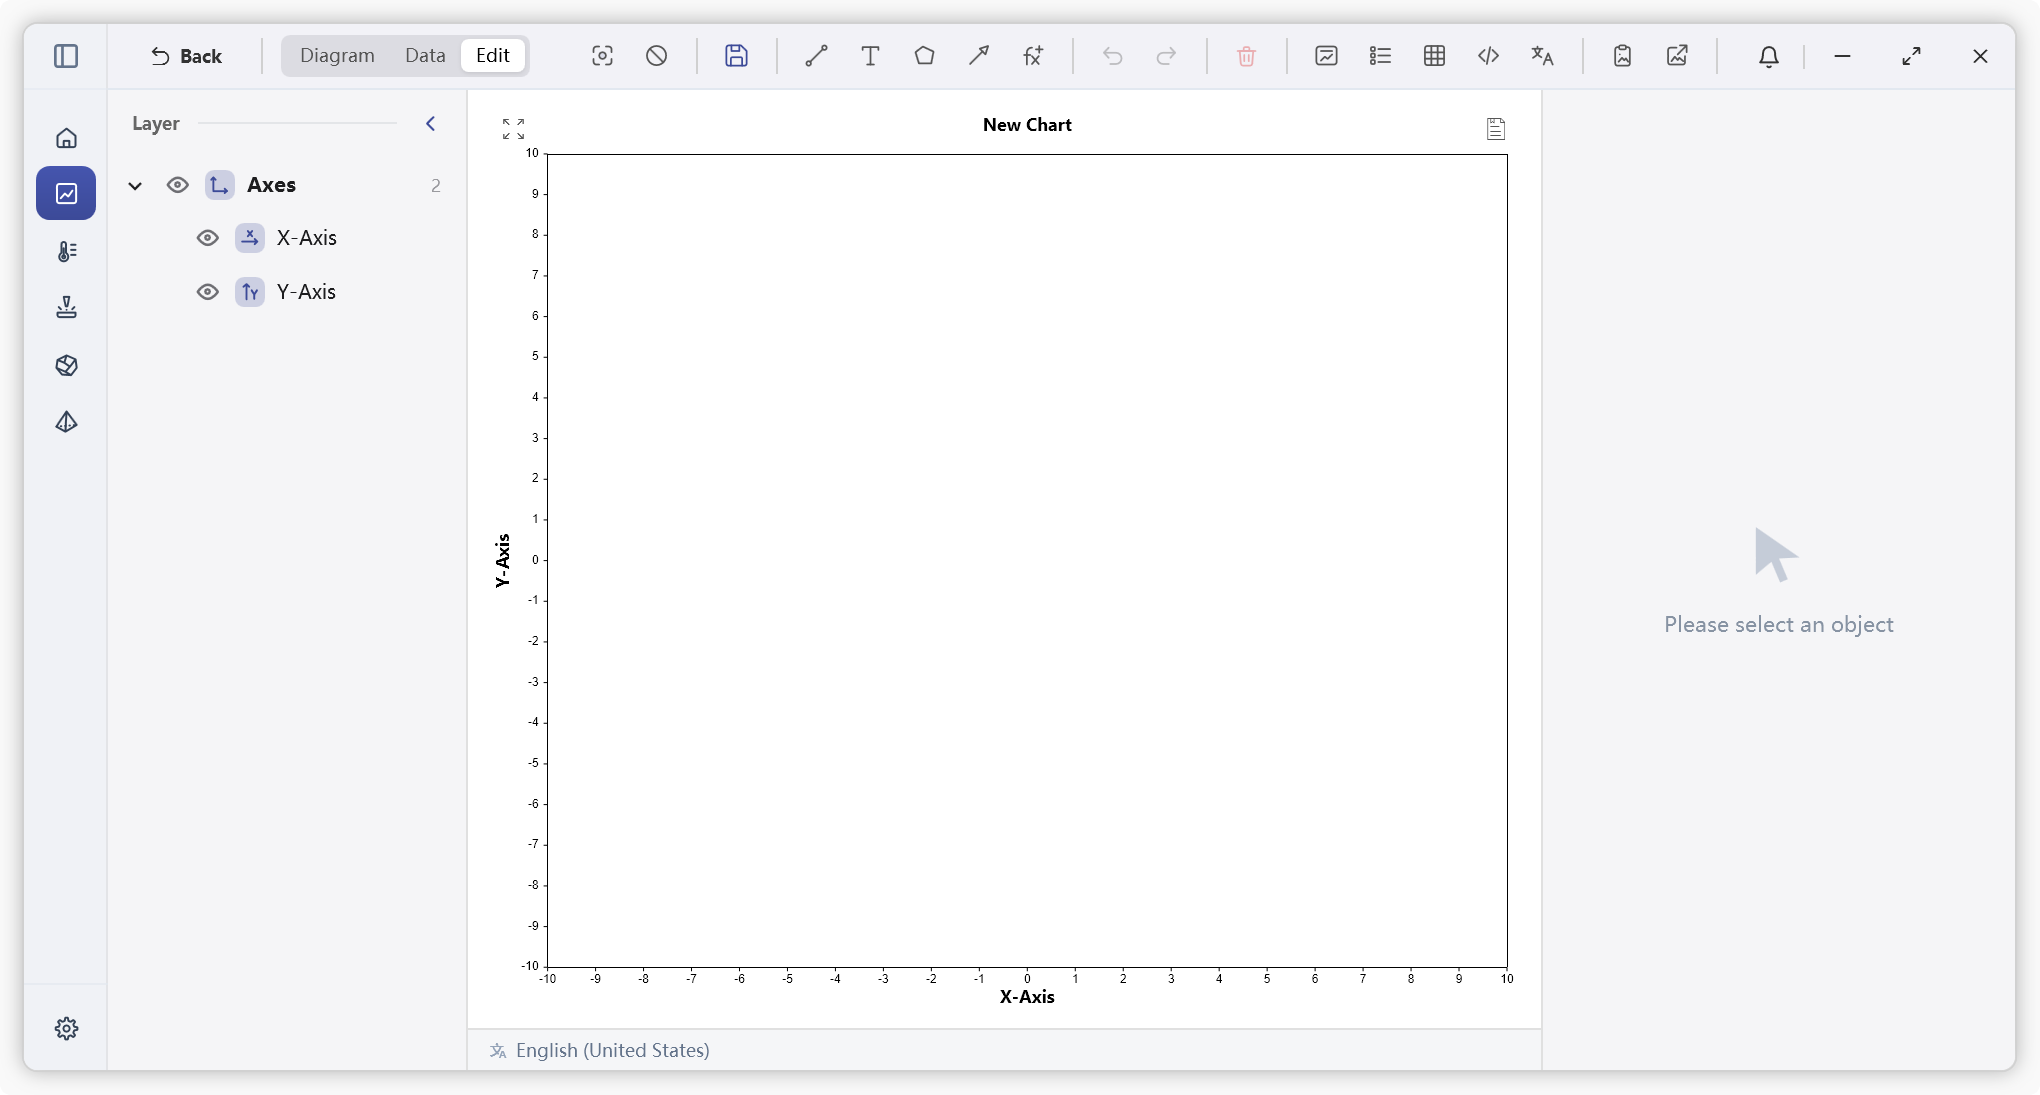 Back
Diagram Data Edit
Layer
Axes 2
X-Axis
Y-Axis
New Chart
10
9
8
7
6
5
4
3
2
1
0
-1
-2
-3
-4
-5
-6
-7
-8
-9
-10
Y-Axis
-10 -9 -8 -7 -6 -5 -4 -3 -2 -1 0 1 2 3 4 5 6 7 8 9 10
X-Axis
English (United States)
Please select an object